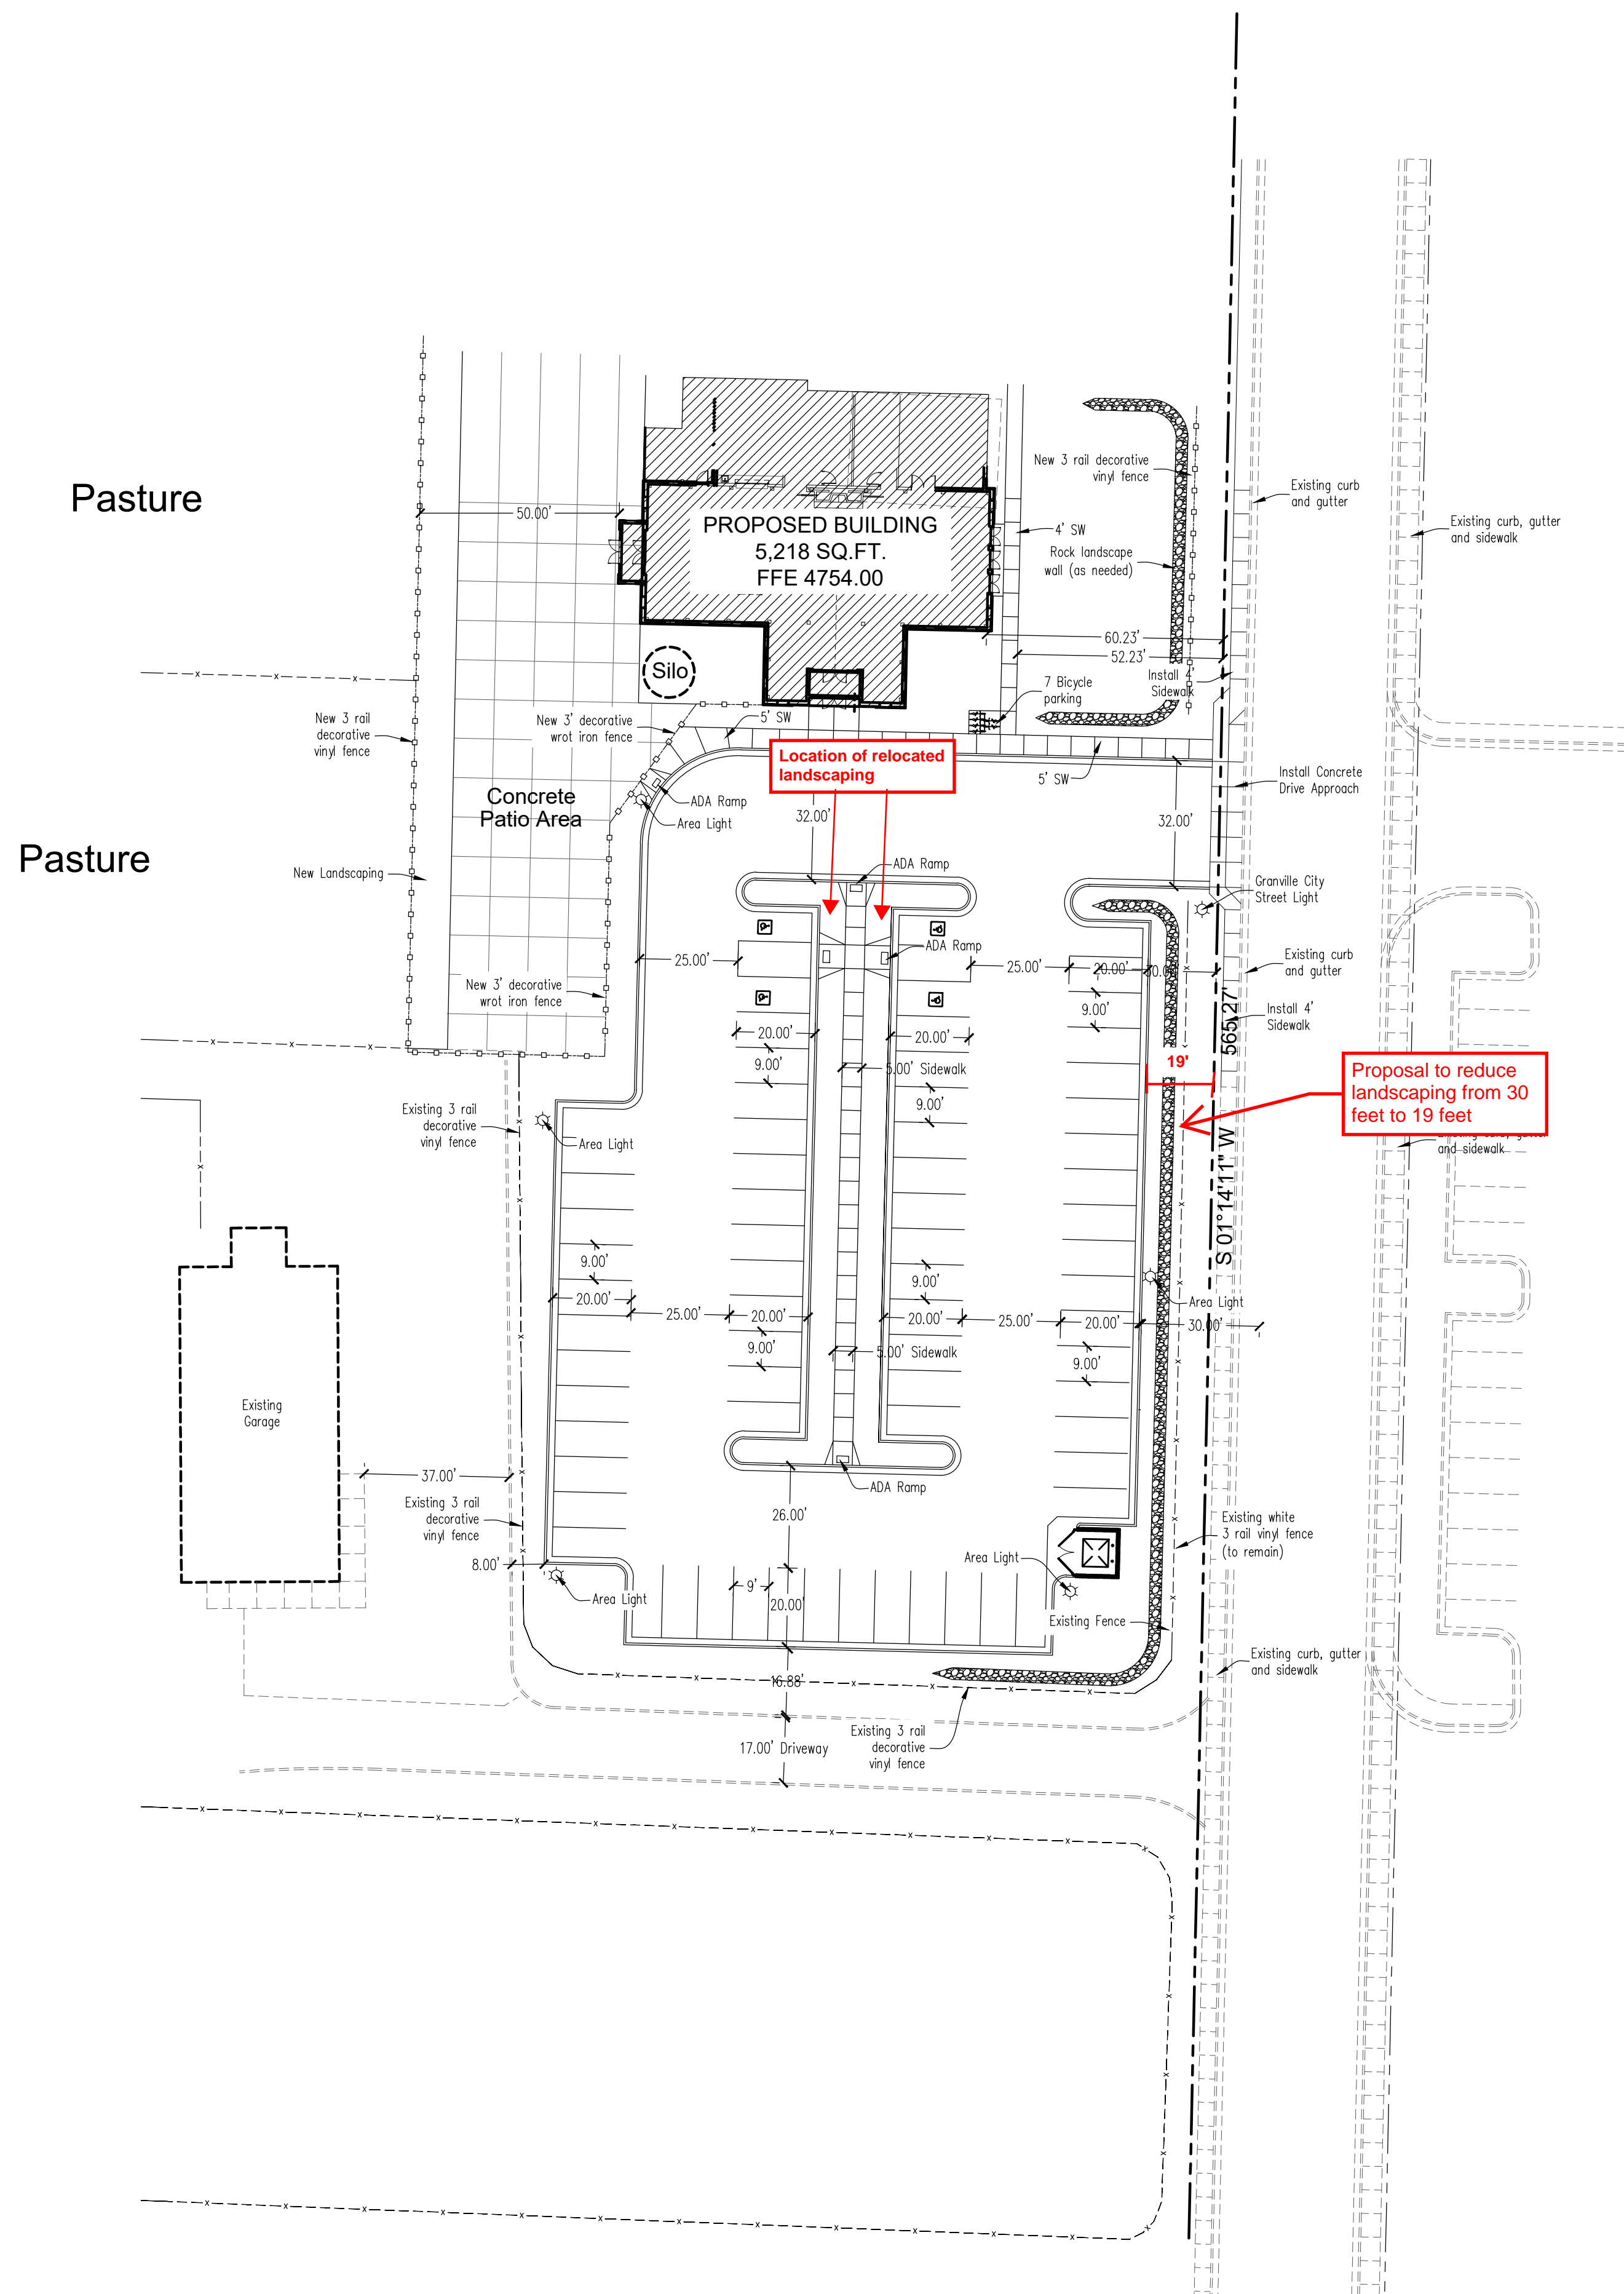 Pasture
50.00'
PROPOSED BUILDING
5,218 SQ.FT.
FFE 4754.00
New 3 rail decorative
vinyl fence
Existing curb
and gutter
Existing curb, gutter
and sidewalk
4' SW
Rock landscape
wall (as needed)
60.23'
52.23'
Silo
Install 4'
Sidewalk
7 Bicycle
parking
New 3 rail
decorative
vinyl fence
New 3' decorative
wrot iron fence
5' SW
Location of relocated
landscaping
5' SW
Install Concrete
Drive Approach
Concrete
Patio Area
ADA Ramp
Area Light
32.00'
32.00'
Pasture
New Landscaping
ADA Ramp
Granville City
Street Light
ADA Ramp
25.00'
25.00'
20.00'
30.00'
Existing curb
and gutter
New 3' decorative
wrot iron fence
9.00'
Install 4'
Sidewalk
565.27'
20.00'
20.00'
9.00'
5.00' Sidewalk
19'
Proposal to reduce
landscaping from 30
feet to 19 feet
9.00'
Existing 3 rail
decorative
vinyl fence
Area Light
S 01°14'11" W
and sidewalk
9.00'
9.00'
20.00'
25.00'
20.00'
20.00'
25.00'
20.00'
30.00'
Area Light
9.00'
5.00' Sidewalk
9.00'
Existing
Garage
37.00'
ADA Ramp
Existing 3 rail
decorative
vinyl fence
26.00'
Existing white
3 rail vinyl fence
(to remain)
8.00'
Area Light
Area Light
9'
20.00'
Existing Fence
Existing curb, gutter
and sidewalk
16.88'
17.00' Driveway
Existing 3 rail
decorative
vinyl fence